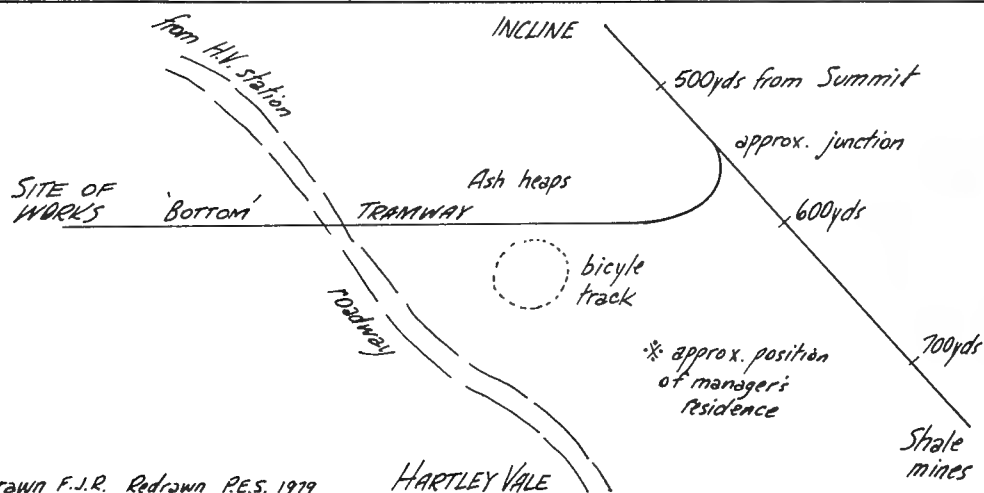 from H.V. station
INCLINE
500yds from Summit
approx. junction
Ash heaps
SITE OF
WORKS
'BOTTOM'
TRAMWAY
600yds
bicyle
track
roadway
700yds
※ approx. position
of manager's
residence
Shale
mines
Redrawn P.E.S. 1979
HARTLEY VALE